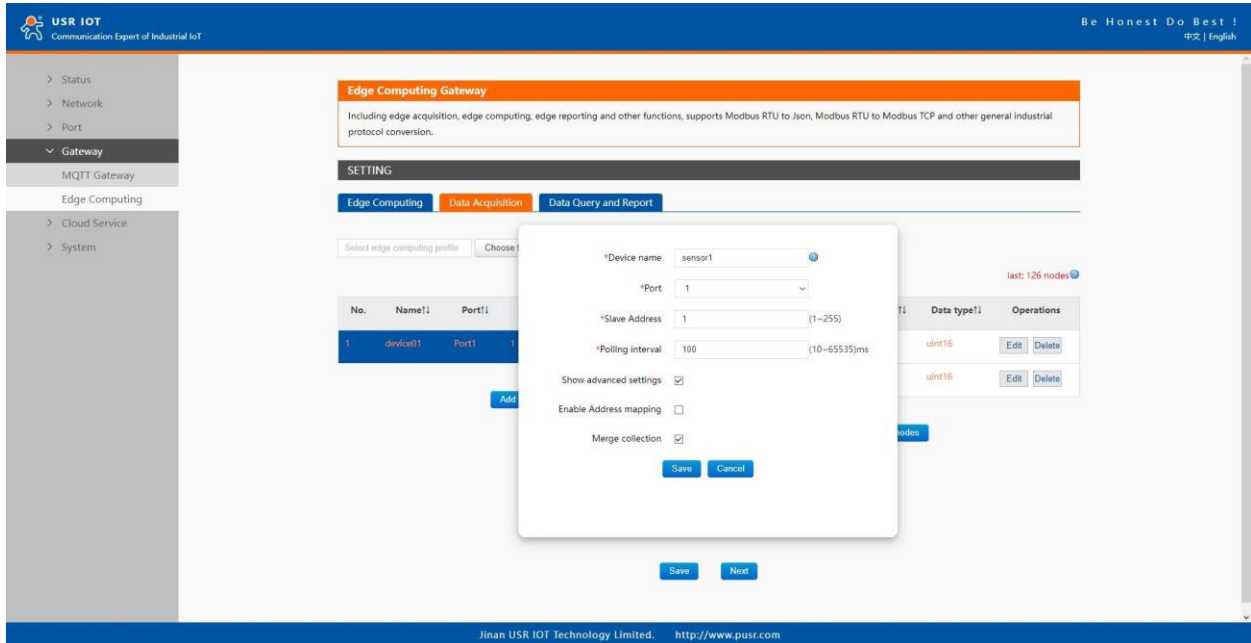 USR IOT
Communication Expert of Industrial IoT
Be Honest Do Best !
中文 | English
Status
Network
Port
Gateway
MQTT Gateway
Edge Computing
Cloud Service
System
Edge Computing Gateway
Including edge acquisition, edge computing, edge reporting and other functions, supports Modbus RTU to Json, Modbus RTU to Modbus TCP and other general industrial
protocol conversion.
SETTING
Edge Computing Data Acquisition Data Query and Report
Select edge computing profile Choose
last: 126 nodes
No. Name↑↓ Port↑↓ ↑↓ Data type↑↓ Operations
1 device01 Port1 1 uint16 Edit Delete
uint16 Edit Delete
Add
nodes
*Device name sensor1
*Port 1
*Slave Address 1 (1~255)
*Polling interval 100 (10~65535)ms
Show advanced settings
Enable Address mapping
Merge collection
Save Cancel
Save Next
Jinan USR IOT Technology Limited. http://www.pusr.com